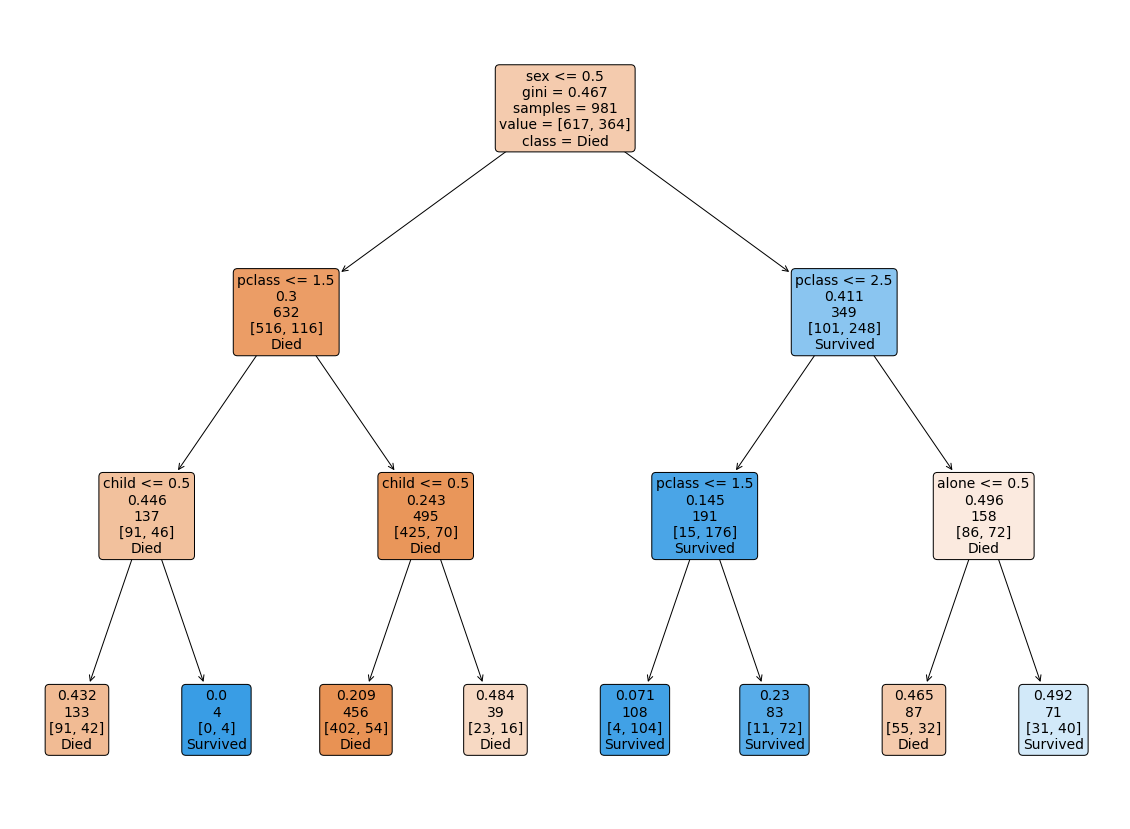 sex <= 0.5
gini = 0.467
samples = 981
value = [617, 364]
class = Died
pclass <= 1.5
0.3
632
[516, 116]
Died
pclass <= 2.5
0.411
349
[101, 248]
Survived
child <= 0.5
0.446
137
[91, 46]
Died
child <= 0.5
0.243
495
[425, 70]
Died
pclass <= 1.5
0.145
191
[15, 176]
Survived
alone <= 0.5
0.496
158
[86, 72]
Died
0.432
133
[91, 42]
Died
0.0
4
[0, 4]
Survived
0.209
456
[402, 54]
Died
0.484
39
[23, 16]
Died
0.071
108
[4, 104]
Survived
0.23
83
[11, 72]
Survived
0.465
87
[55, 32]
Died
0.492
71
[31, 40]
Survived